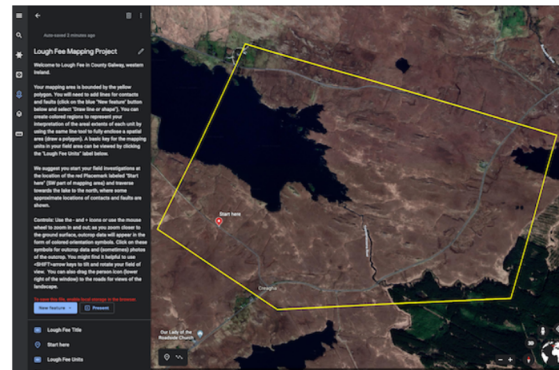 Auto-saved 3 minutes ago
Lough Fee Mapping Project
Welcome to Lough Fee in County Galway, western
Ireland.
Your mapping area is bounded by the yellow
polygon. You will need to add lines for contacts
and faults (click on the blue "New feature" button
below and select "Draw line or shape"). You can
create colored regions to represent your
interpretation of the areal extents of each unit by
using the same line tool to fully enclose a spatial
area (draw a polygon). A basic key for the mapping
units in your field area can be viewed by clicking
the "Lough Fee Units" label below.
We suggest you start your field investigations at
the location of the red Placemark labeled "Start
here" (SW part of mapping area) and traverse
towards the lake to the north, where some
approximate locations of contacts and faults are
shown.
Controls: Use the - and + icons or use the mouse
wheel to zoom in and out; as you zoom closer to
the ground surface, outcrop data will appear in the
form of colored orientation symbols. Click on these
symbols for outcrop data and (sometimes) photos
of the outcrop. You might find it helpful to use
<SHIFT>arrow keys to tilt and rotate your field of
view. You can also drag the person icon (lower
right of the window) to the roads for views of the
landscape.
New feature
Present
Lough Fee Title
Start here
Lough Fee Units
Start here
Our Lady of the
Roadside Church